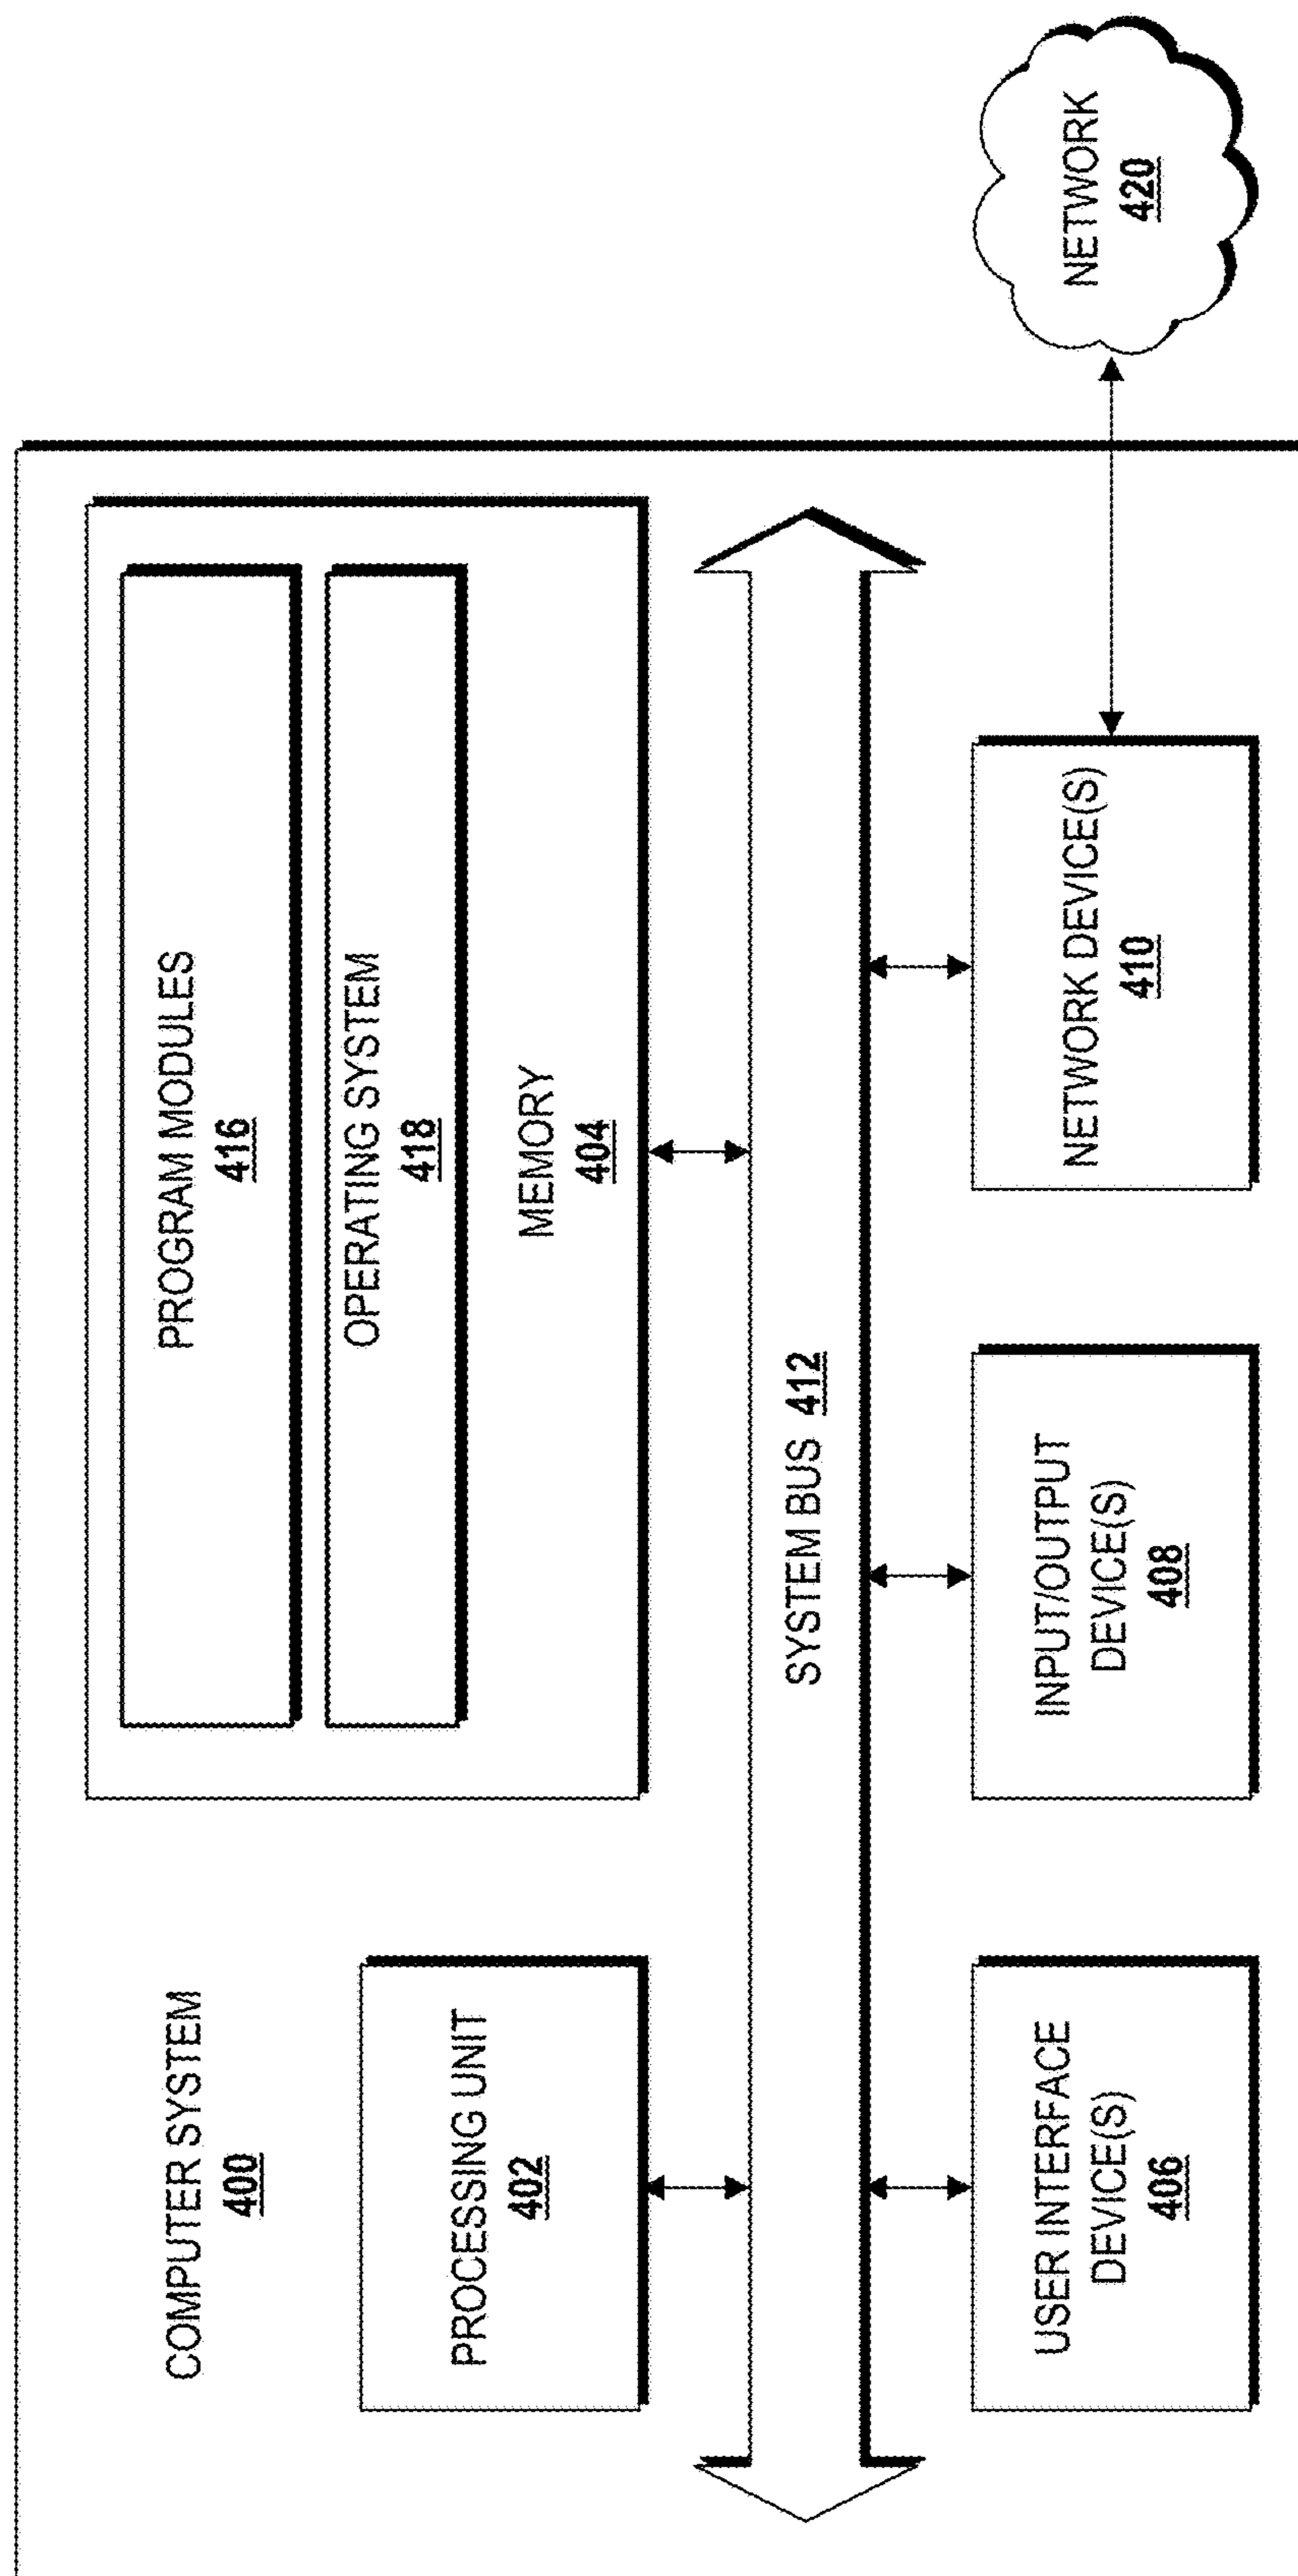 COMPUTER SYSTEM
400
PROGRAM MODULES
416
OPERATING SYSTEM
418
MEMORY
404
PROCESSING UNIT
402
SYSTEM BUS 412
USER INTERFACE
DEVICE(S)
406
INPUT/OUTPUT
DEVICE(S)
408
NETWORK DEVICE(S)
410
NETWORK
420